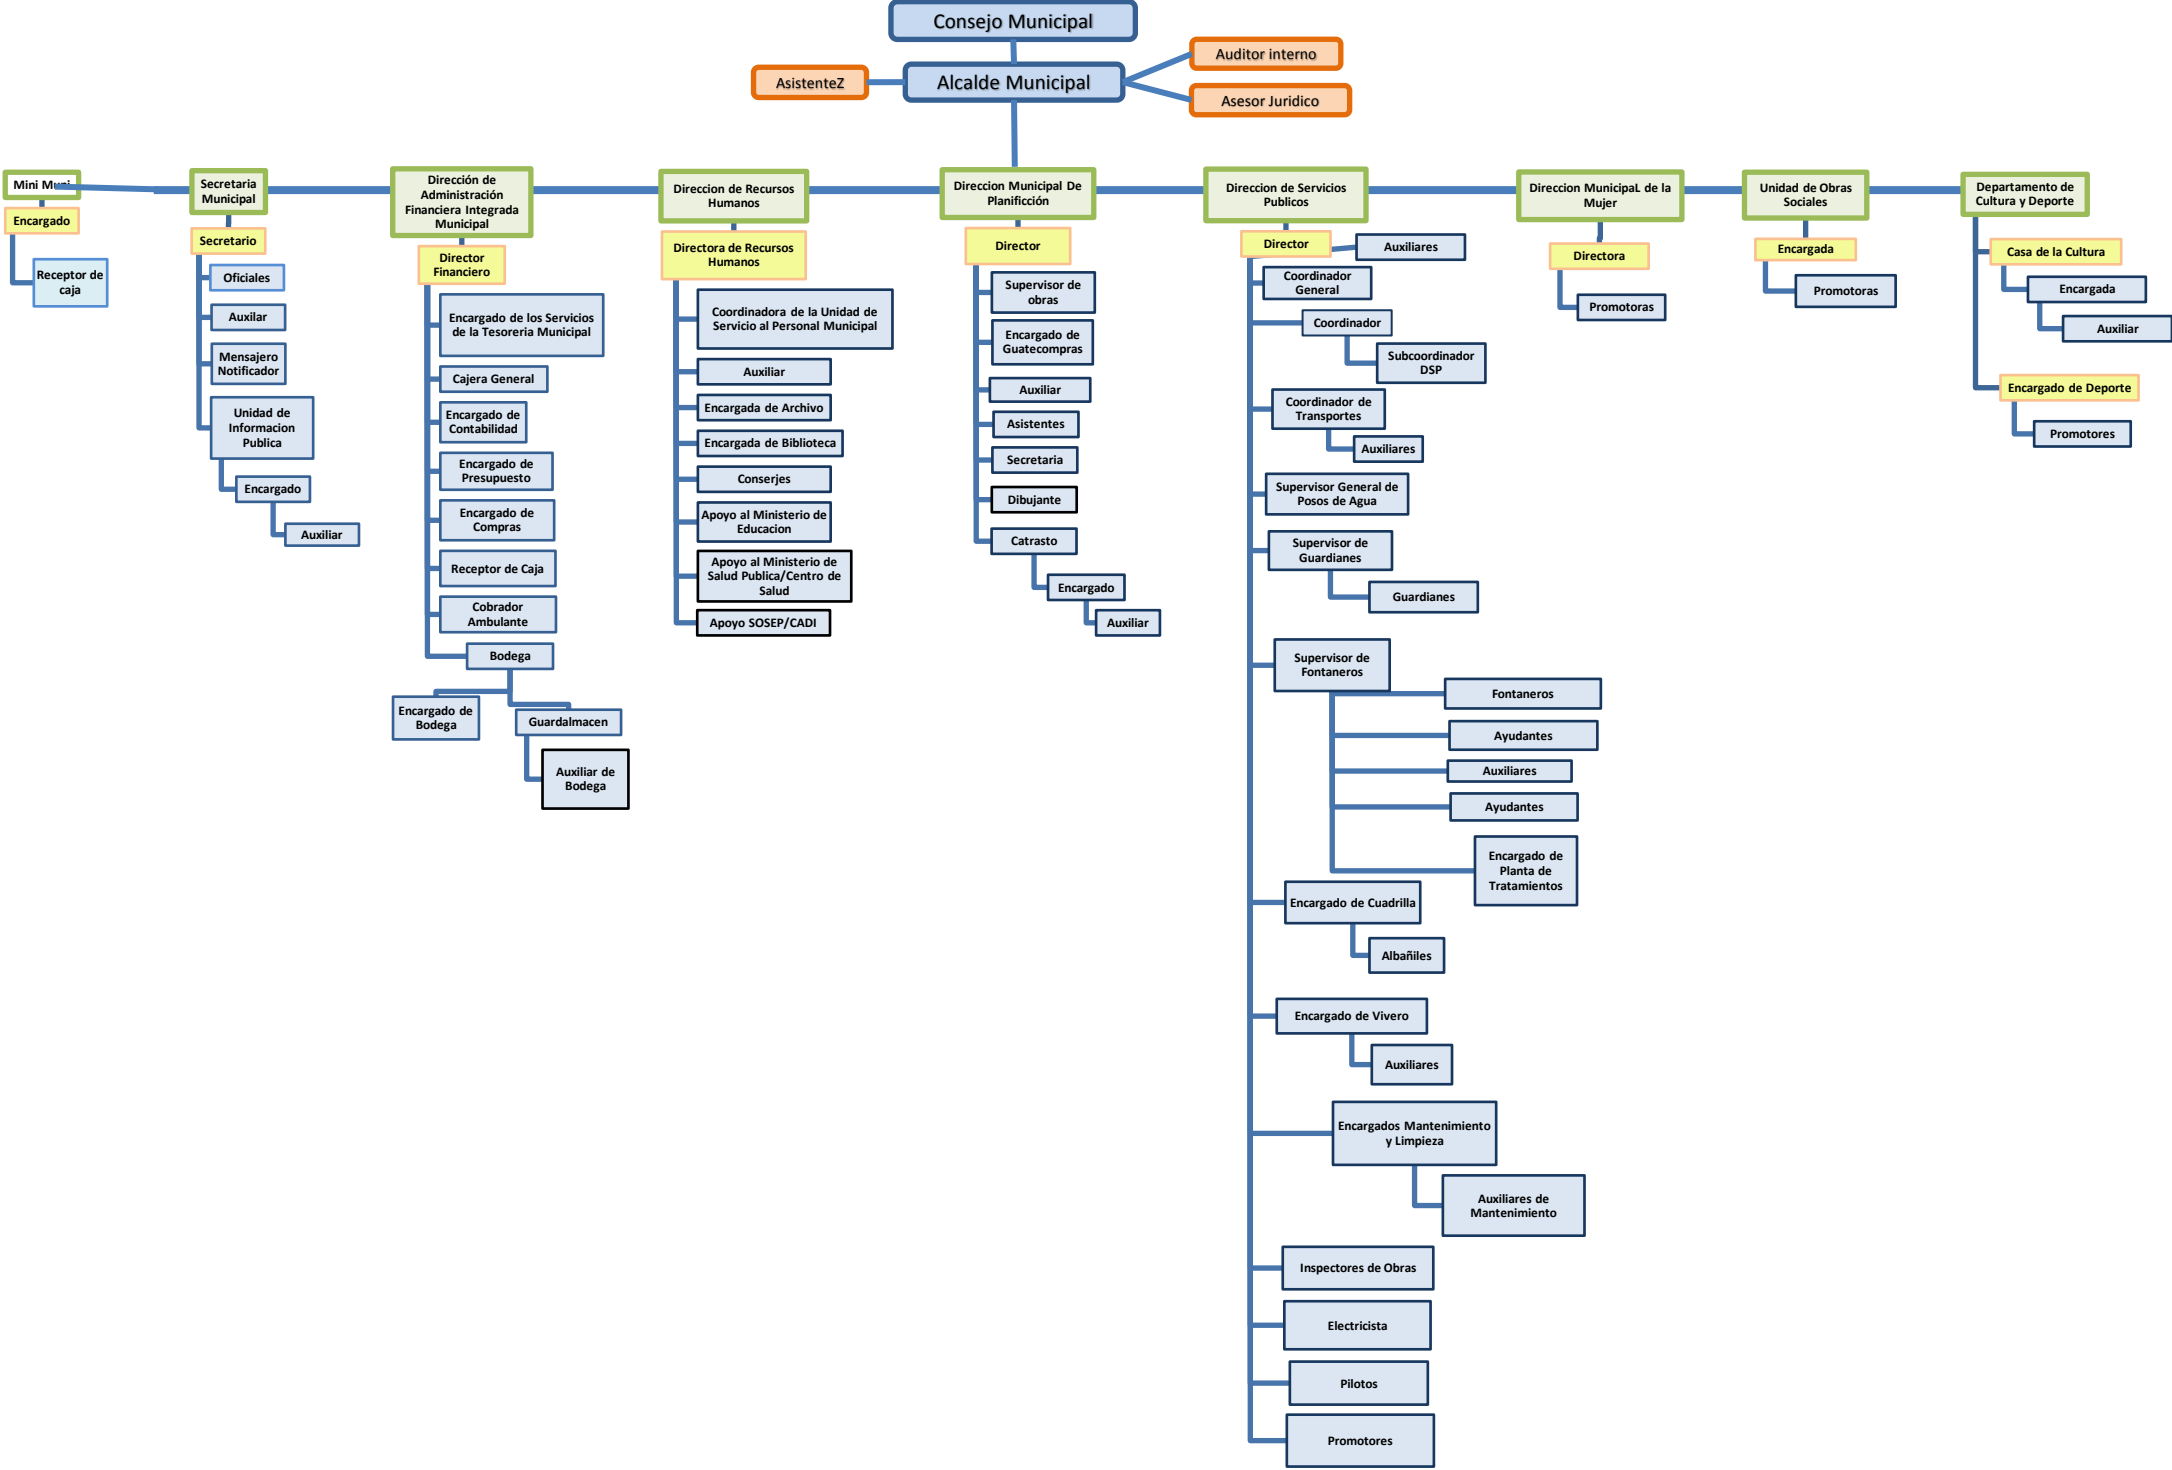 Consejo Municipal
Alcalde Municipal
AsistenteZ
Auditor interno
Asesor Juridico
Mini Muni
Encargado
Receptor de
caja
Secretaria
Municipal
Secretario
Oficiales
Auxilar
Mensajero
Notificador
Unidad de
Informacion
Publica
Encargado
Auxiliar
Dirección de
Administración
Financiera Integrada
Municipal
Director
Financiero
Encargado de los Servicios
de la Tesoreria Municipal
Cajera General
Encargado de
Contabilidad
Encargado de
Presupuesto
Encargado de
Compras
Receptor de Caja
Cobrador
Ambulante
Bodega
Encargado de
Bodega
Guardalmacen
Auxiliar de
Bodega
Direccion de Recursos
Humanos
Directora de Recursos
Humanos
Coordinadora de la Unidad de
Servicio al Personal Municipal
Auxiliar
Encargada de Archivo
Encargada de Biblioteca
Conserjes
Apoyo al Ministerio de
Educacion
Apoyo al Ministerio de
Salud Publica/Centro de
Salud
Apoyo SOSEP/CADI
Direccion Municipal De
Planificción
Director
Supervisor de
obras
Encargado de
Guatecompras
Auxiliar
Asistentes
Secretaria
Dibujante
Catrasto
Encargado
Auxiliar
Direccion de Servicios
Publicos
Director
Auxiliares
Coordinador
General
Coordinador
Subcoordinador
DSP
Coordinador de
Transportes
Auxiliares
Supervisor General de
Posos de Agua
Supervisor de
Guardianes
Guardianes
Supervisor de
Fontaneros
Fontaneros
Ayudantes
Auxiliares
Ayudantes
Encargado de
Planta de
Tratamientos
Encargado de Cuadrilla
Albañiles
Encargado de Vivero
Auxiliares
Encargados Mantenimiento
y Limpieza
Auxiliares de
Mantenimiento
Inspectores de Obras
Electricista
Pilotos
Promotores
Direccion MunicipaL de la
Mujer
Directora
Promotoras
Unidad de Obras
Sociales
Encargada
Promotoras
Departamento de
Cultura y Deporte
Casa de la Cultura
Encargada
Auxiliar
Encargado de Deporte
Promotores